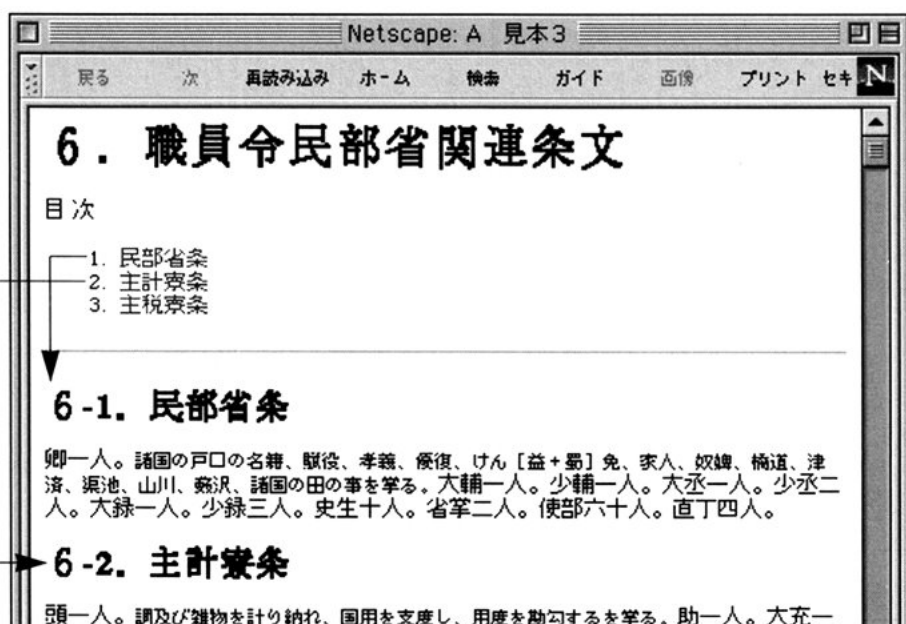 Netscape: A 見本3
戻る 次 再読み込み ホーム 検索 ガイド 画像 プリント セキ N
6. 職員令民部省関連条文
目次
1. 民部省条
2. 主計寮条
3. 主税寮条
6-1. 民部省条
卿一人。諸国の戸口の名籍、賦役、孝義、優復、けん[益+蜀]免、家人、奴婢、橋道、津
済、渠池、山川、藪沢、諸国の田の事を掌る。大輔一人。少輔一人。大丞一人。少丞二
人。大録一人。少録三人。史生十人。省掌二人。使部六十人。直丁四人。
6-2. 主計寮条
頭一人。調及び雑物を計り納れ、国用を支度し、用度を勘勾するを掌る。助一人。大充一